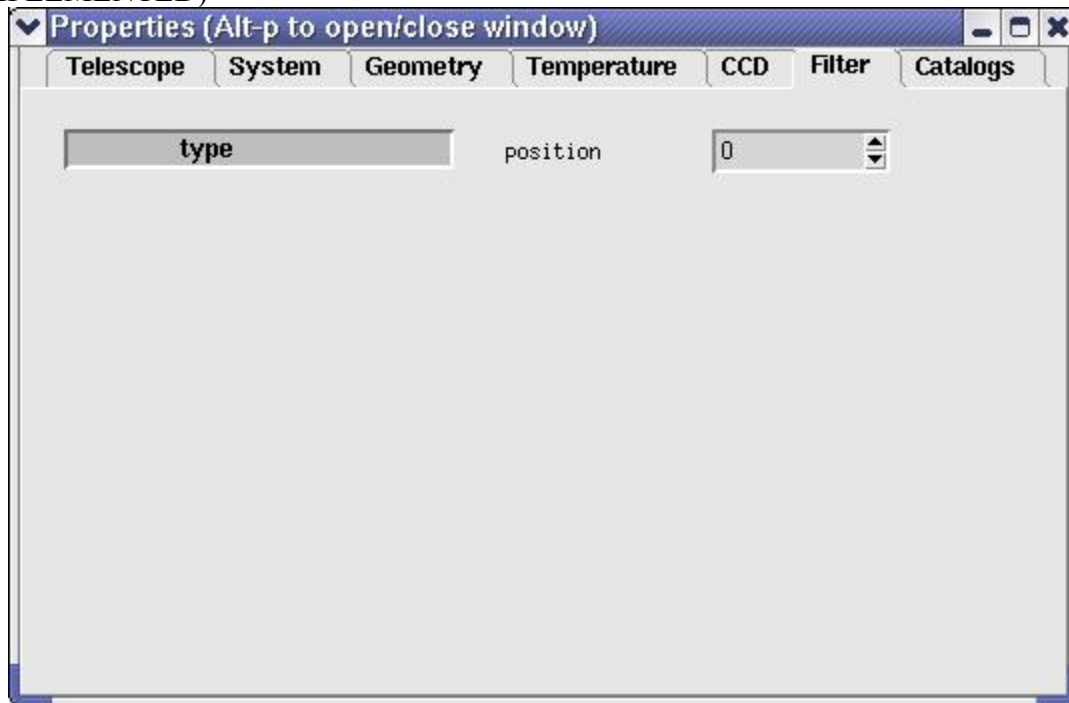 Properties (Alt-p to open/close window)
Telescope System Geometry Temperature CCD Filter Catalogs
type position 0